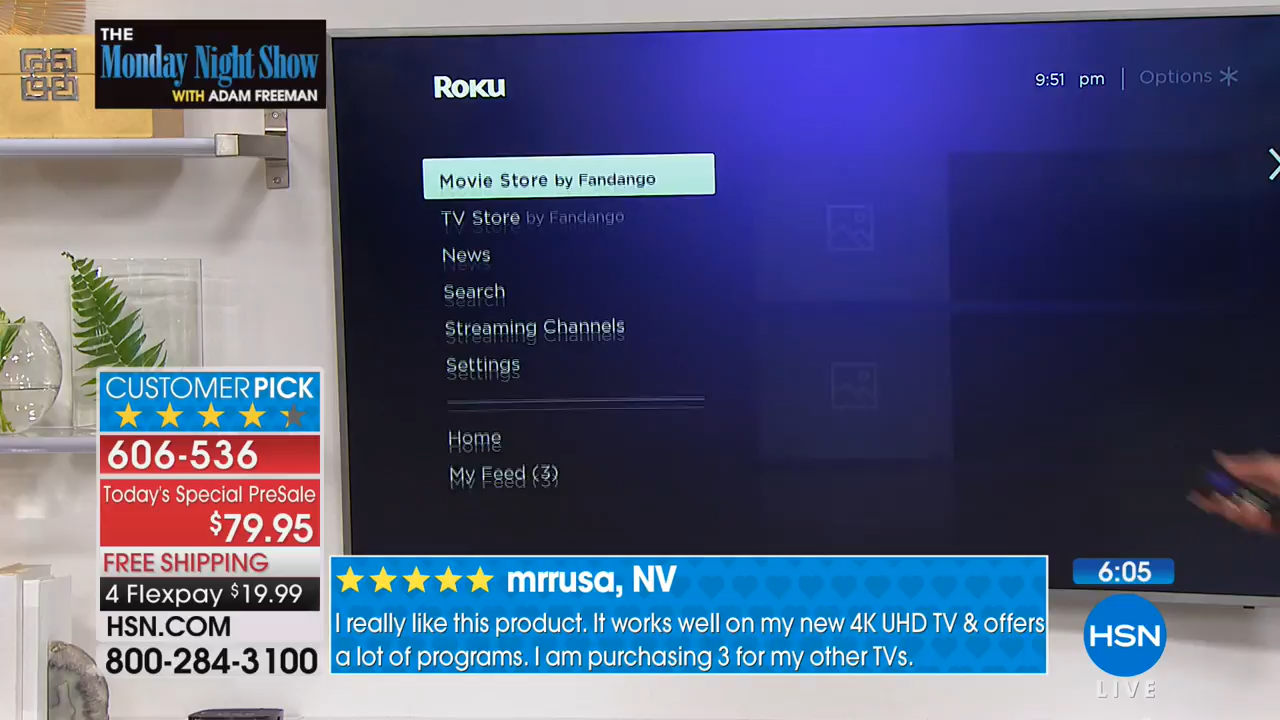 THE
Monday Night Show
WITH ADAM FREEMAN
Roku
9:51 pm | Options
Movie Store by Fandango
TV Store by Fandango
News
Search
Streaming Channels
Settings
Home
My Feed (3)
CUSTOMER PICK
606-536
Today's Special PreSale
$79.95
FREE SHIPPING
4 Flexpay $19.99
HSN.COM
800-284-3100
mrrusa, NV
I really like this product. It works well on my new 4K UHD TV & offers
a lot of programs. I am purchasing 3 for my other TVs.
6:05
HSN
LIVE